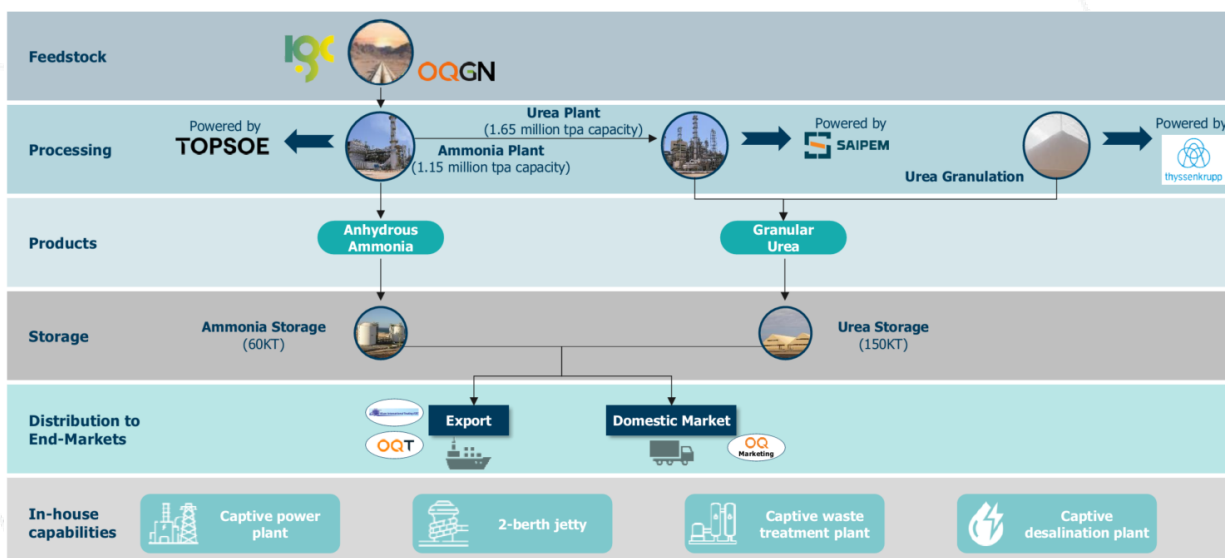 Feedstock
igc
OQGN
Processing
Powered by
TOPSOE
Urea Plant
(1.65 million tpa capacity)
Ammonia Plant
(1.15 million tpa capacity)
Powered by
SAIPEM
Urea Granulation
Powered by
thyssenkrupp
Products
Anhydrous
Ammonia
Granular
Urea
Storage
Ammonia Storage
(60KT)
Urea Storage
(150KT)
Distribution to
End-Markets
OQT
Export
Domestic Market
OQ
Marketing
In-house
capabilities
Captive power
plant
2-berth jetty
Captive waste
treatment plant
Captive
desalination plant